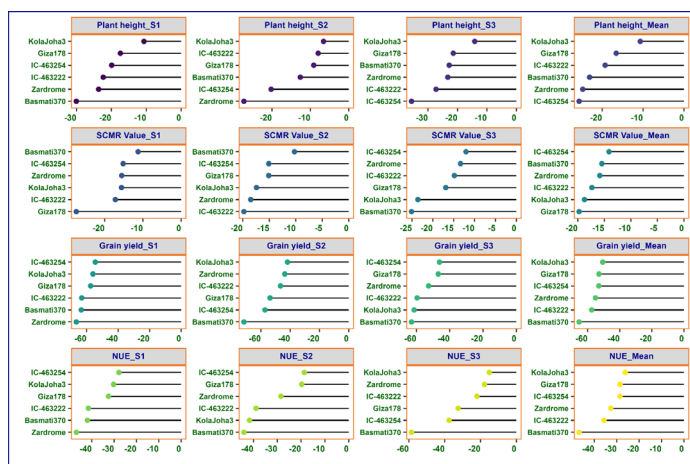 Plant height_S1 Plant height_S2 Plant height_S3 Plant height_Mean
KolaJoha3 KolaJoha3 KolaJoha3 KolaJoha3
Giza178 IC-463222 Giza178 Giza178
IC-463254 Giza178 Basmati370 IC-463254
IC-463222 Basmati370 Zardrome IC-463222 Basmati370
Zardrome IC-463254 IC-463222 Zardrome
Basmati370 Zardrome IC-463254 IC-463254
-30 -20 -10 0 -20 -10 0 -30 -20 -10 0 -20 -10 0
SCMR Value_S1 SCMR Value_S2 SCMR Value_S3 SCMR Value_Mean
Basmati370 Basmati370 IC-463254 IC-463254
IC-463254 IC-463254 Zardrome Basmati370
Zardrome Giza178 IC-463222 Zardrome
KolaJoha3 KolaJoha3 Giza178 IC-463222
IC-463222 Zardrome KolaJoha3 KolaJoha3
Giza178 IC-463222 Basmati370 Giza178
-20 -10 0 -20 -15 -10 -5 0 -25 -20 -15 -10 -5 0 -20 -15 -10 -5 0
Grain yield_S1 Grain yield_S2 Grain yield_S3 Grain yield_Mean
IC-463254 KolaJoha3 IC-463254 KolaJoha3
KolaJoha3 Zardrome Giza178 Giza178
Giza178 IC-463222 Zardrome IC-463254
IC-463222 Giza178 IC-463222 Zardrome
Basmati370 IC-463254 KolaJoha3 IC-463222
Zardrome Basmati370 Basmati370 Basmati370
-60 -40 -20 0 -60 -40 -20 0 -60 -40 -20 0 -60 -40 -20 0
NUE_S1 NUE_S2 NUE_S3 NUE_Mean
IC-463254 IC-463254 KolaJoha3 KolaJoha3
KolaJoha3 Giza178 Zardrome Giza178
Giza178 Zardrome IC-463222 IC-463254
IC-463222 IC-463222 Giza178 Zardrome
Basmati370 KolaJoha3 IC-463254 IC-463222
Zardrome Basmati370 Basmati370 Basmati370
-40 -30 -20 -10 0 -40 -30 -20 -10 0 -60 -40 -20 0 -40 -30 -20 -10 0